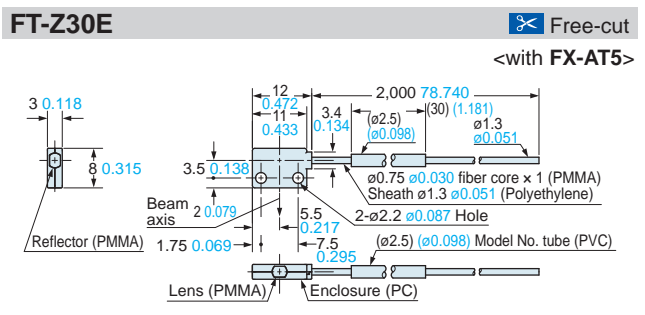 FT-Z30E
Free-cut
<with FX-AT5>
12
0.472
2,000 78.740
11
0.433
3.4
0.134
(ø2.5)
(ø0.098)
(30) (1.181)
ø1.3
ø0.051
3 0.118
8 0.315
3.5 0.138
ø0.75 ø0.030 fiber core × 1 (PMMA)
Sheath ø1.3 ø0.051 (Polyethylene)
Beam
axis
2 0.079
5.5
0.217
2-ø2.2 ø0.087 Hole
Reflector (PMMA)
1.75 0.069
7.5
0.295
(ø2.5) (ø0.098) Model No. tube (PVC)
Lens (PMMA)
Enclosure (PC)